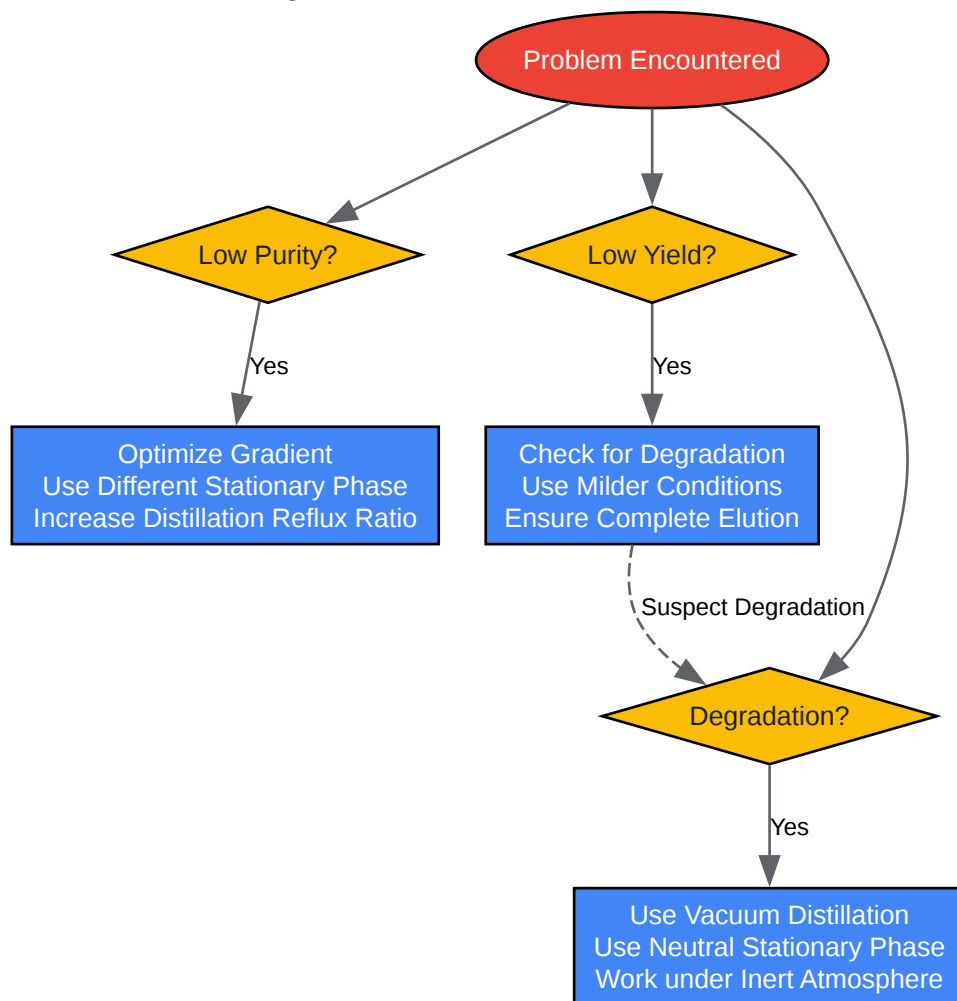 Problem Encountered
Low Purity?
Low Yield?
Yes
Yes
Optimize Gradient
Use Different Stationary Phase
Increase Distillation Reflux Ratio
Check for Degradation
Use Milder Conditions
Ensure Complete Elution
Suspect Degradation
Degradation?
Yes
Use Vacuum Distillation
Use Neutral Stationary Phase
Work under Inert Atmosphere